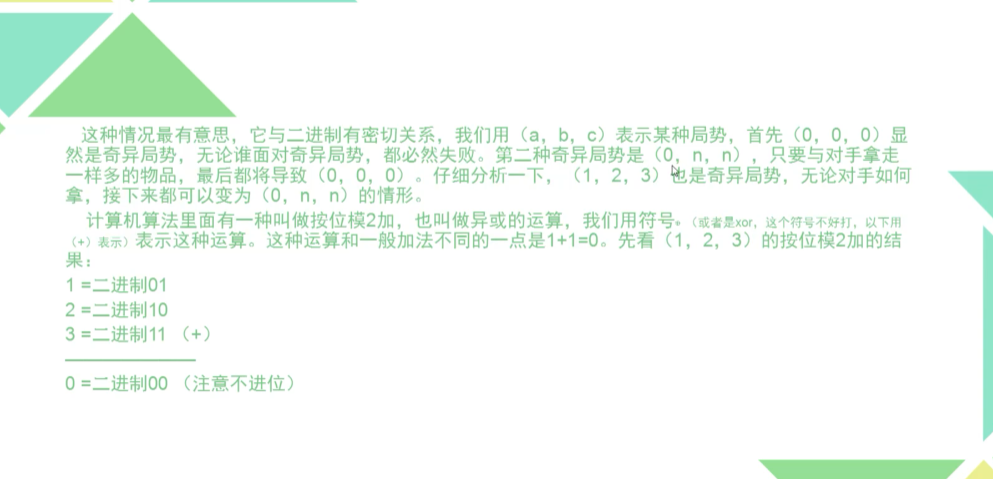 这种情况最有意思，它与二进制有密切关系，我们用（a，b，c）表示某种局势，首先（0，0，0）显
然是奇异局势，无论谁面对奇异局势，都必然失败。第二种奇异局势是（0，n，n），只要与对手拿走
一样多的物品，最后都将导致（0，0，0）。仔细分析一下，（1，2，3）也是奇异局势，无论对手如何
拿，接下来都可以变为（0，n，n）的情形。
计算机算法里面有一种叫做按位模2加，也叫做异或的运算，我们用符号。（或者是xor，这个符号不好打，以下用
（+）表示）表示这种运算。这种运算和一般加法不同的一点是1+1=0。先看（1，2，3）的按位模2加的结
果：
1 =二进制01
2 =二进制10
3 =二进制11 （+）
———————
0 =二进制00 （注意不进位）